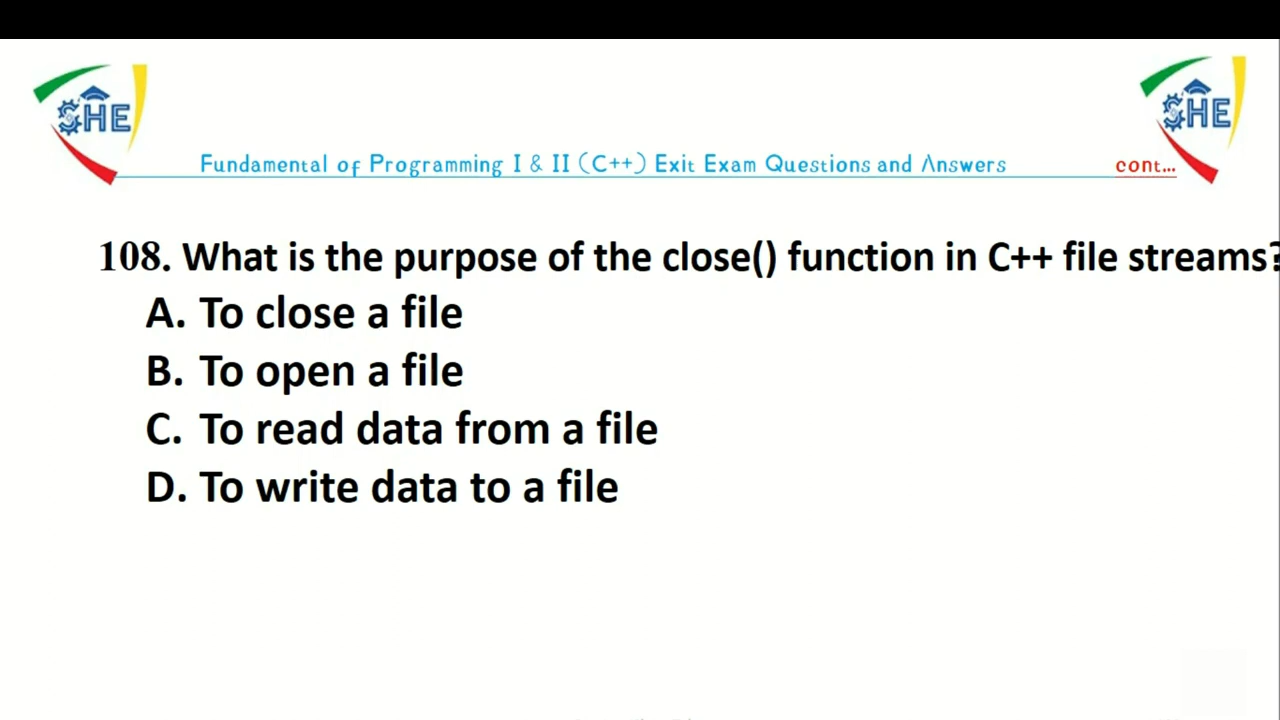 SHE
SHE
Fundamental of Programming I & II (C++) Exit Exam Questions and Answers cont...
108. What is the purpose of the close() function in C++ file streams?
A. To close a file
B. To open a file
C. To read data from a file
D. To write data to a file